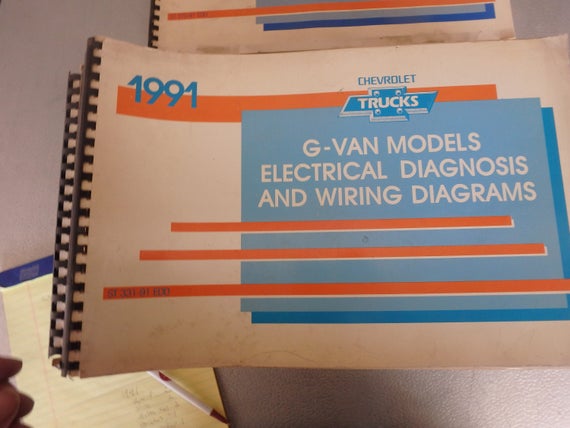 1991
CHEVROLET
TRUCKS
G-VAN MODELS
ELECTRICAL DIAGNOSIS
AND WIRING DIAGRAMS
ST 331-91 EDD